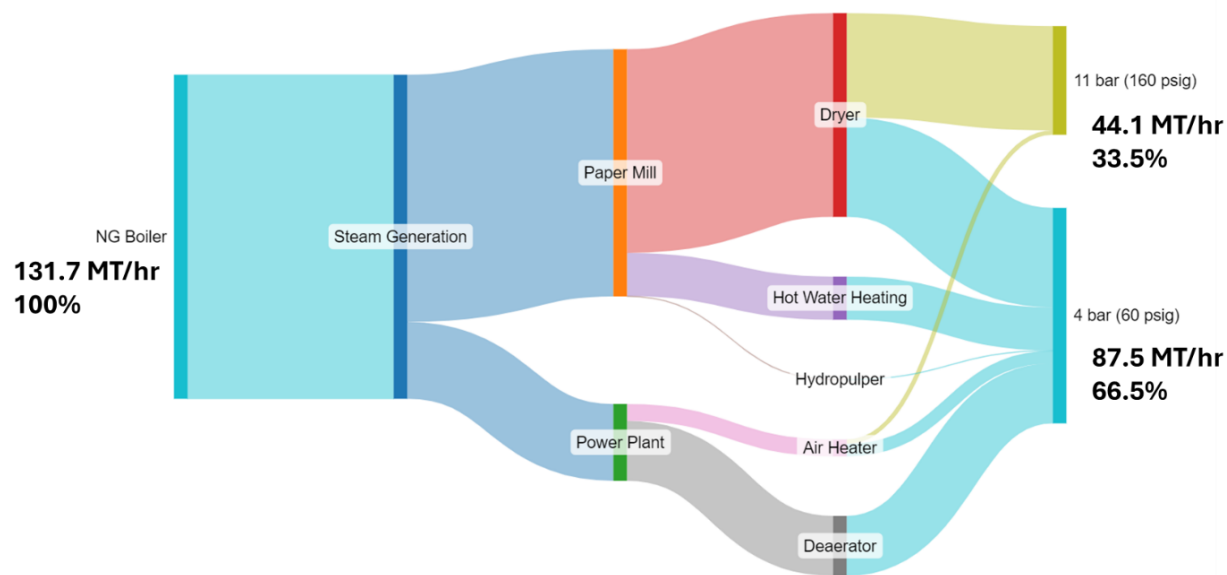 NG Boiler
131.7 MT/hr
100%
Steam Generation
Paper Mill
Power Plant
Dryer
Hot Water Heating
Hydropulper
Air Heater
Deaerator
11 bar (160 psig)
44.1 MT/hr
33.5%
4 bar (60 psig)
87.5 MT/hr
66.5%